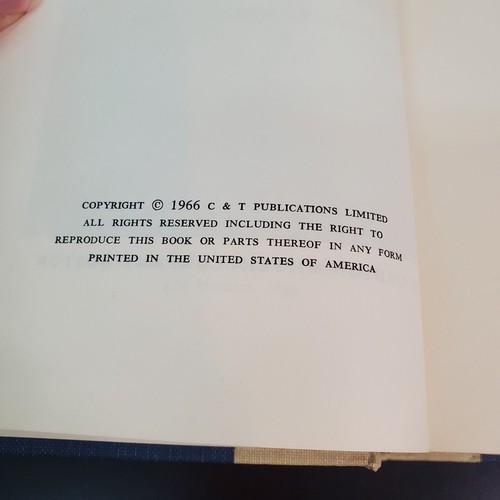 COPYRIGHT © 1966 C & T PUBLICATIONS LIMITED
ALL RIGHTS RESERVED INCLUDING THE RIGHT TO
REPRODUCE THIS BOOK OR PARTS THEREOF IN ANY FORM
PRINTED IN THE UNITED STATES OF AMERICA